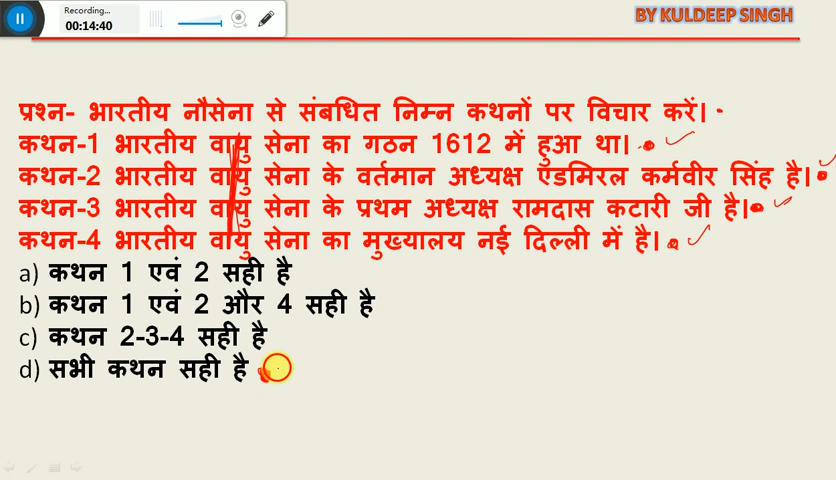 Recording...
00:14:40
BY KULDEEP SINGH
प्रश्न- भारतीय नौसेना से संबधित निम्न कथनों पर विचार करें।
कथन-1 भारतीय वायु सेना का गठन 1612 में हुआ था।
कथन-2 भारतीय वायु सेना के वर्तमान अध्यक्ष एडमिरल कर्मवीर सिंह है।
कथन-3 भारतीय वायु सेना के प्रथम अध्यक्ष रामदास कटारी जी है।
कथन-4 भारतीय वायु सेना का मुख्यालय नई दिल्ली में है।
a) कथन 1 एवं 2 सही है
b) कथन 1 एवं 2 और 4 सही है
c) कथन 2-3-4 सही है
d) सभी कथन सही है